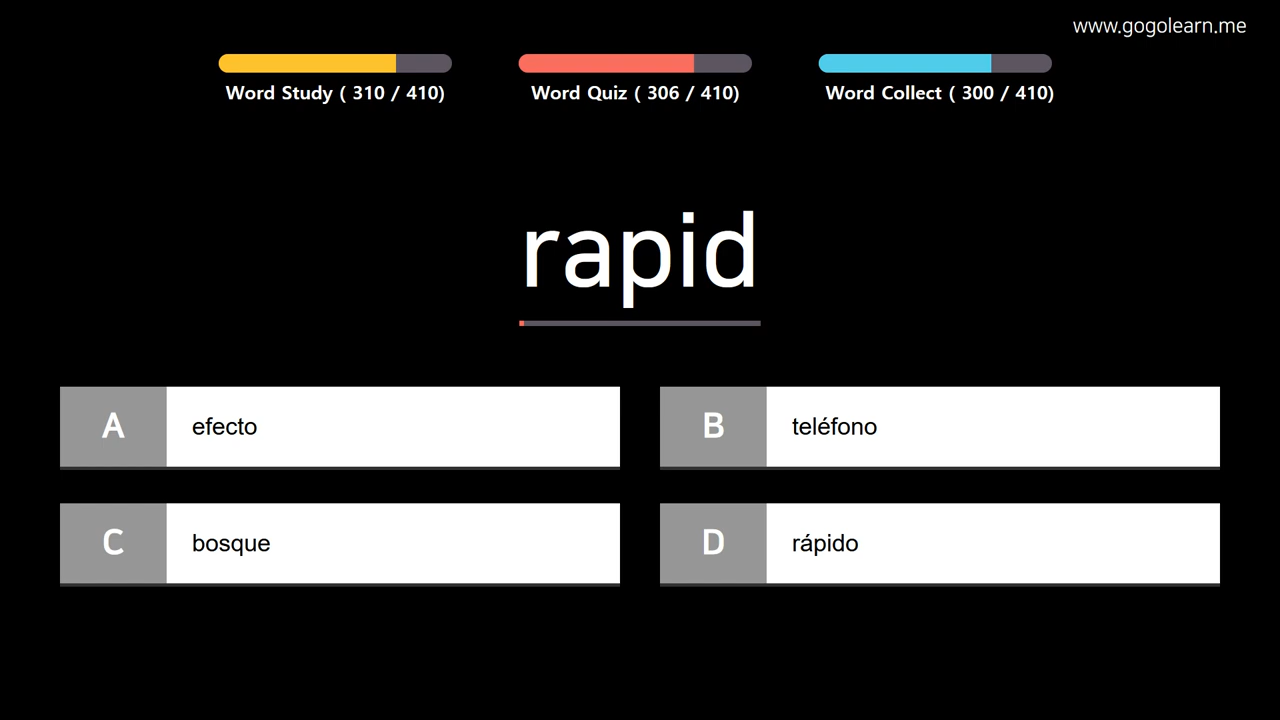 www.gogolearn.me
Word Study ( 310 / 410)
Word Quiz ( 306 / 410)
Word Collect ( 300 / 410)
rapid
A efecto
B teléfono
C bosque
D rápido